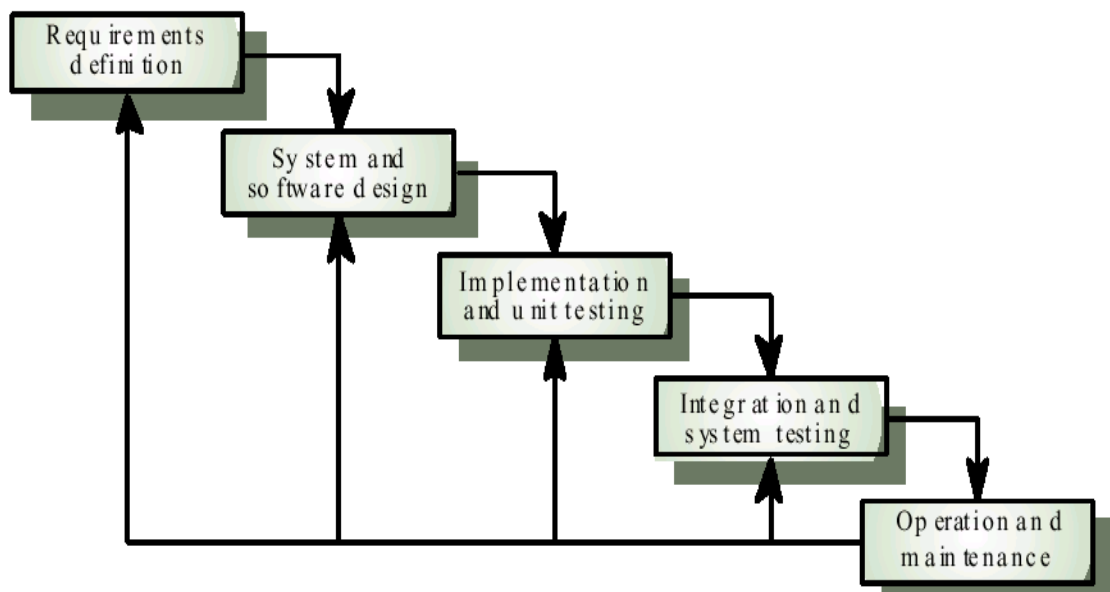 Requirements
definition
System and
software design
Implementation
and unit testing
Integration and
system testing
Operation and
maintenance